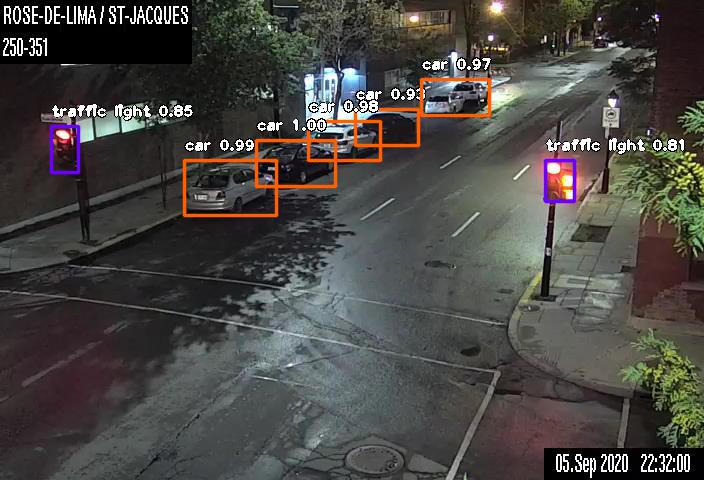 ROSE-DE-LIMA / ST-JACQUES
250-351
car 0.97
car 0.93
traffic light 0.85
car 0.98
car 1.00
car 0.99
traffic light 0.81
05.Sep 2020 22:32:00